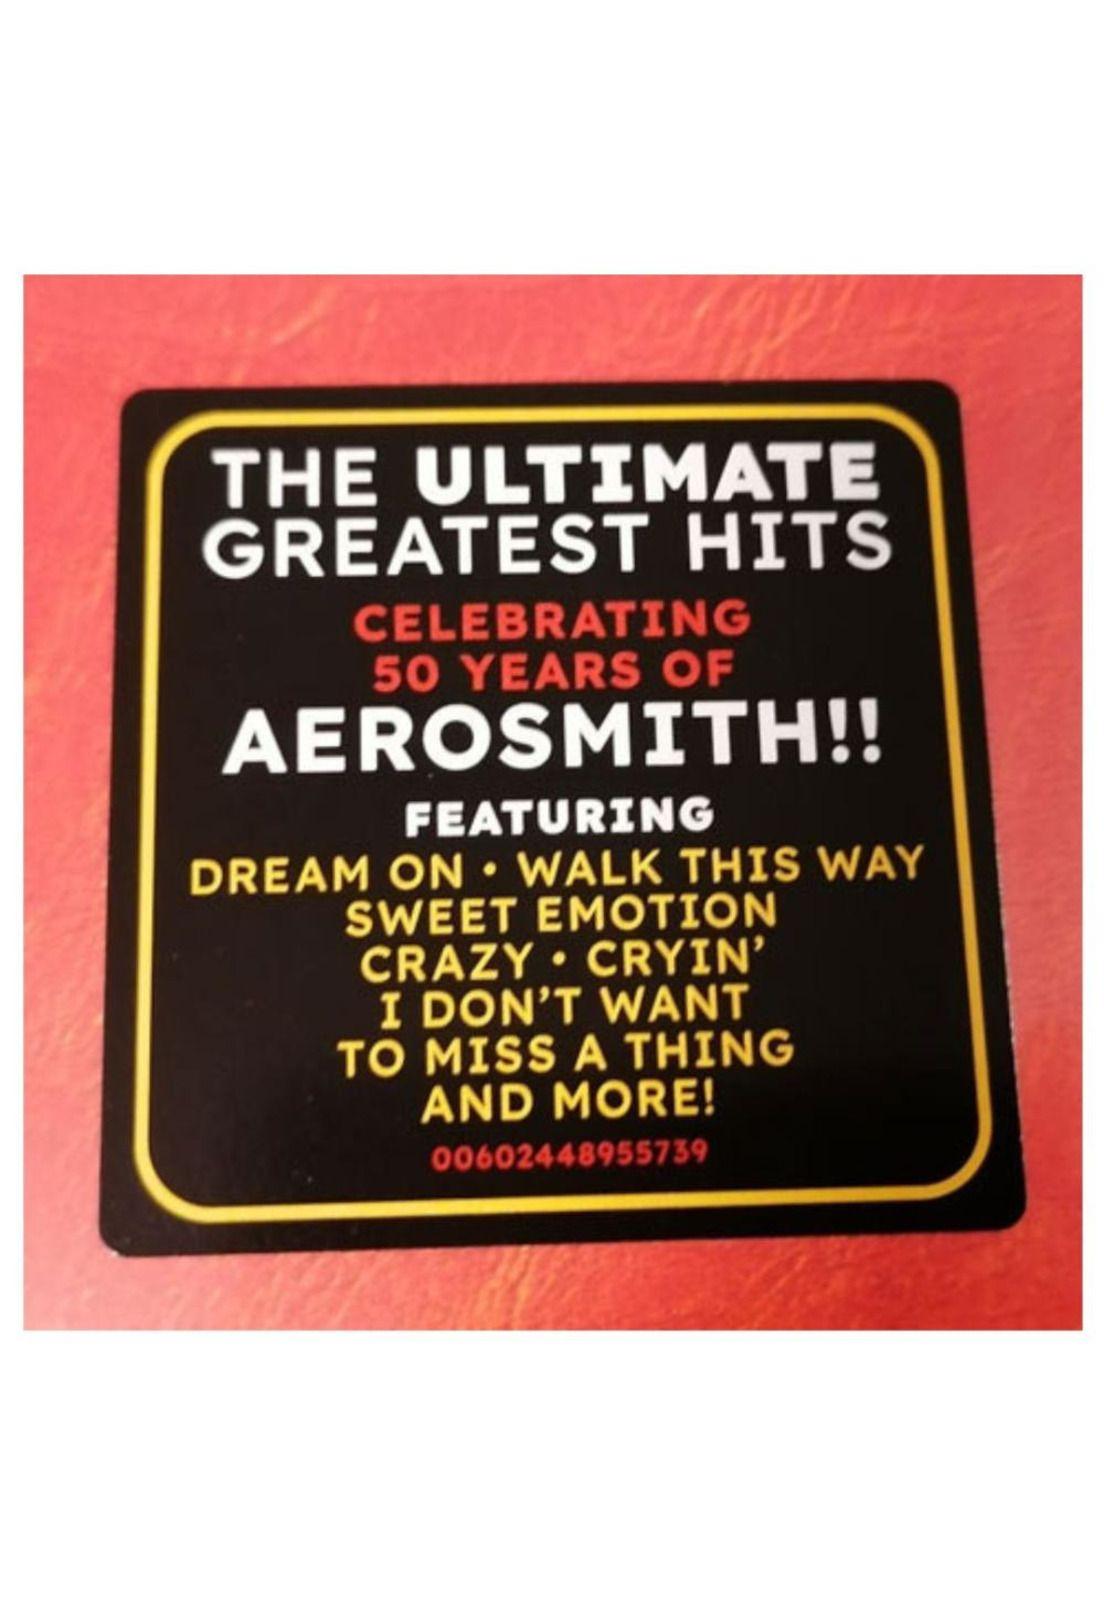 THE ULTIMATE
GREATEST HITS
CELEBRATING
50 YEARS OF
AEROSMITH!!
FEATURING
DREAM ON • WALK THIS WAY
SWEET EMOTION
CRAZY • CRYIN’
I DON’T WANT
TO MISS A THING
AND MORE!
00602448955739